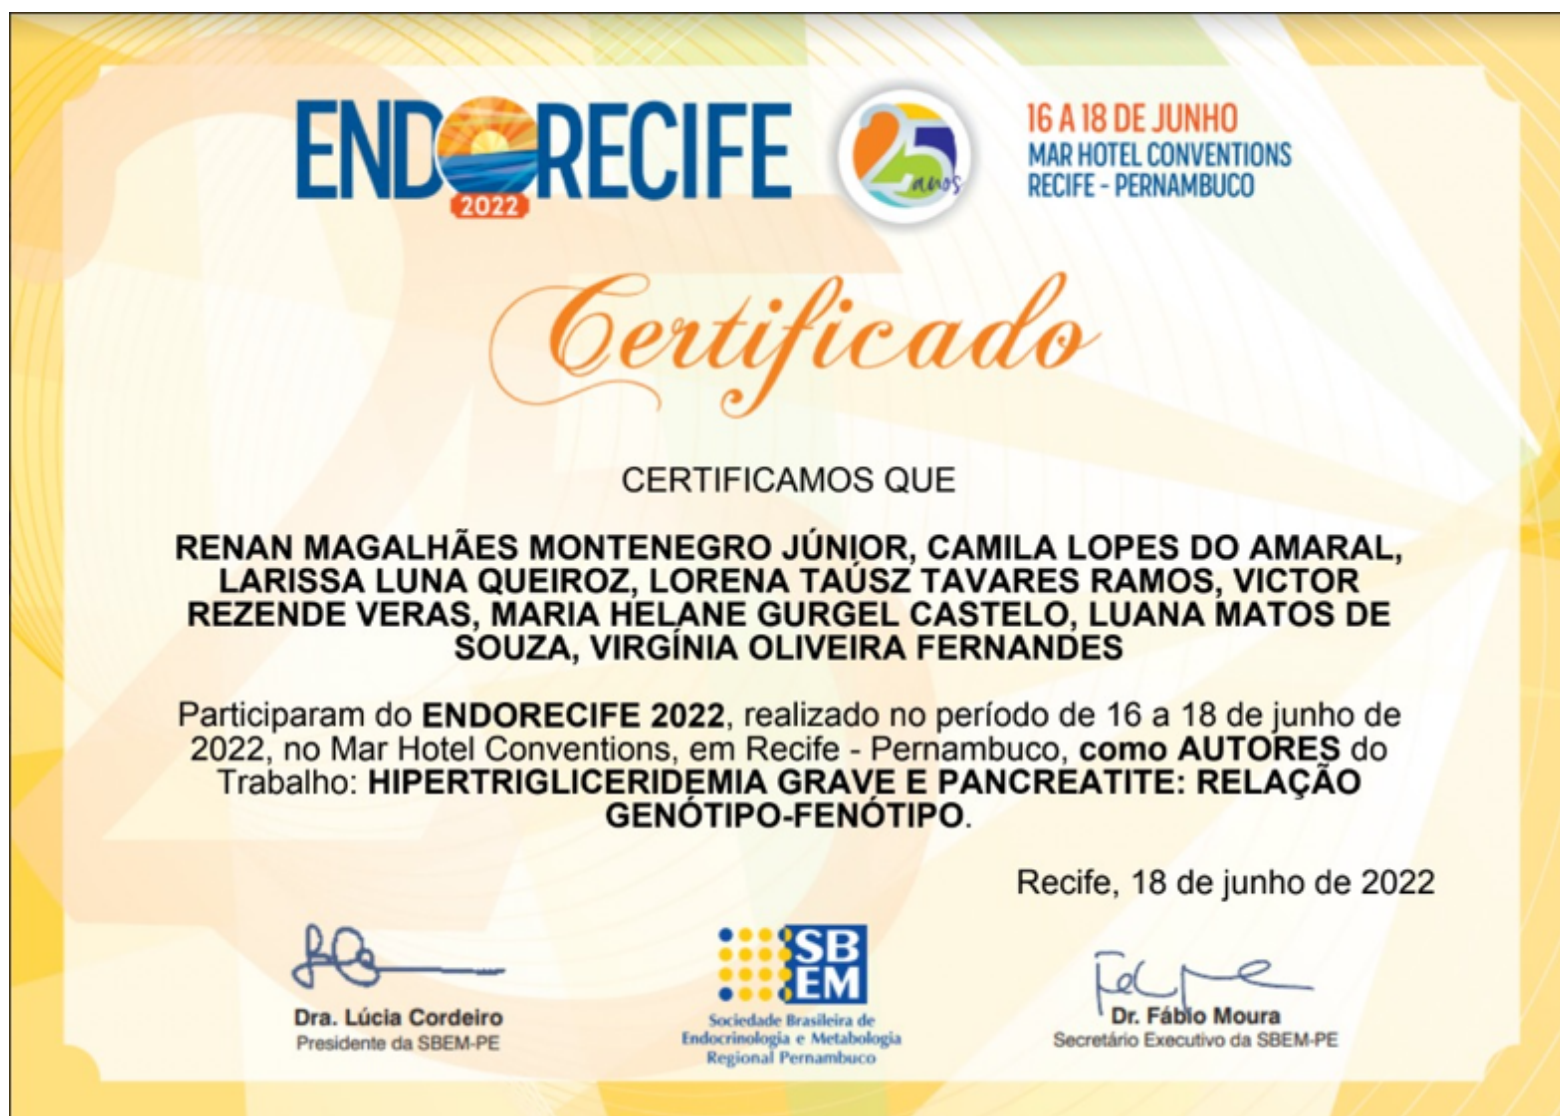 ENDORECIFE
2022
25 anos
16 A 18 DE JUNHO
MAR HOTEL CONVENTIONS
RECIFE - PERNAMBUCO
Certificado
CERTIFICAMOS QUE
RENAN MAGALHÃES MONTENEGRO JÚNIOR, CAMILA LOPES DO AMARAL,
LARISSA LUNA QUEIROZ, LORENA TAÚSZ TAVARES RAMOS, VICTOR
REZENDE VERAS, MARIA HELANE GURGEL CASTELO, LUANA MATOS DE
SOUZA, VIRGÍNIA OLIVEIRA FERNANDES
Participaram do ENDORECIFE 2022, realizado no período de 16 a 18 de junho de
2022, no Mar Hotel Conventions, em Recife - Pernambuco, como AUTORES do
Trabalho: HIPERTRIGLICERIDEMIA GRAVE E PANCREATITE: RELAÇÃO
GENÓTIPO-FENÓTIPO.
Recife, 18 de junho de 2022
Dra. Lúcia Cordeiro
Presidente da SBEM-PE
SB
EM
Sociedade Brasileira de
Endocrinologia e Metabologia
Regional Pernambuco
Dr. Fábio Moura
Secretário Executivo da SBEM-PE